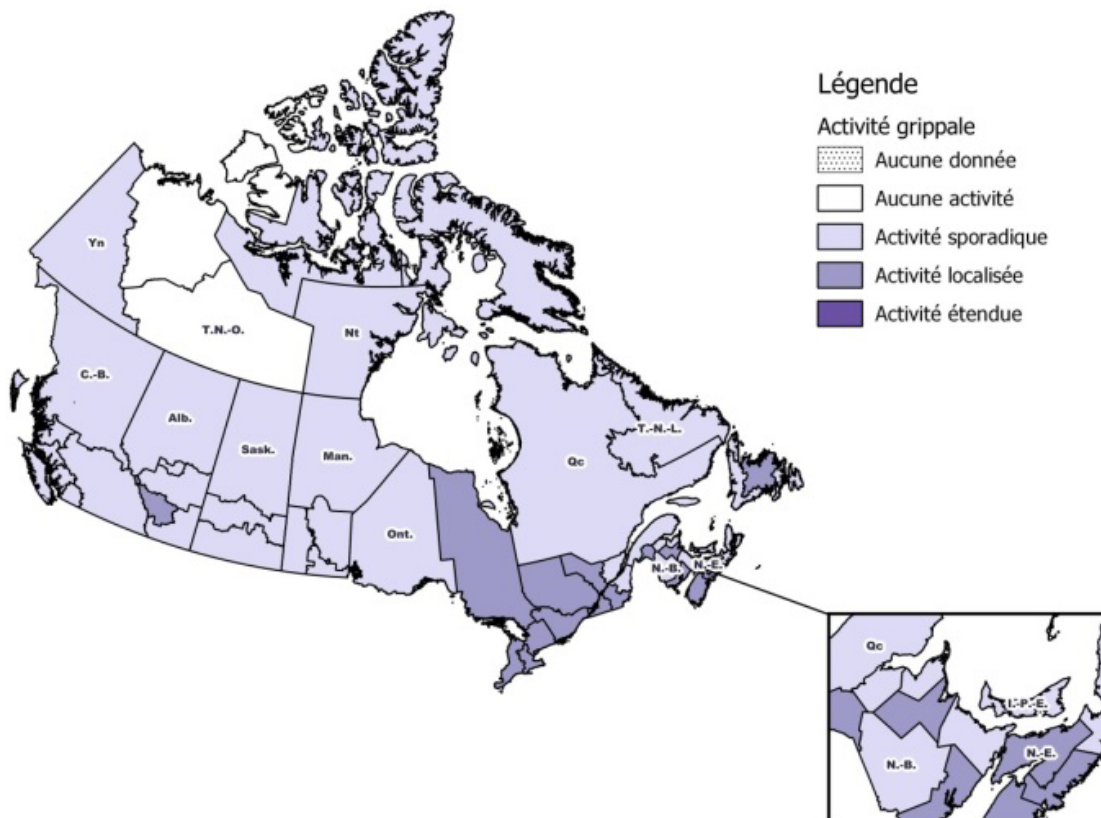 Légende
Activité grippale
Aucune donnée
Aucune activité
Activité sporadique
Activité localisée
Activité étendue
Yn
T.N.-O.
Nt
C.-B.
Alb.
Sask.
Man.
Ont.
Qc
T.-N.-L.
N.-B.
N.-E.
Qc
I.-P.-E.
N.-E.
N.-B.